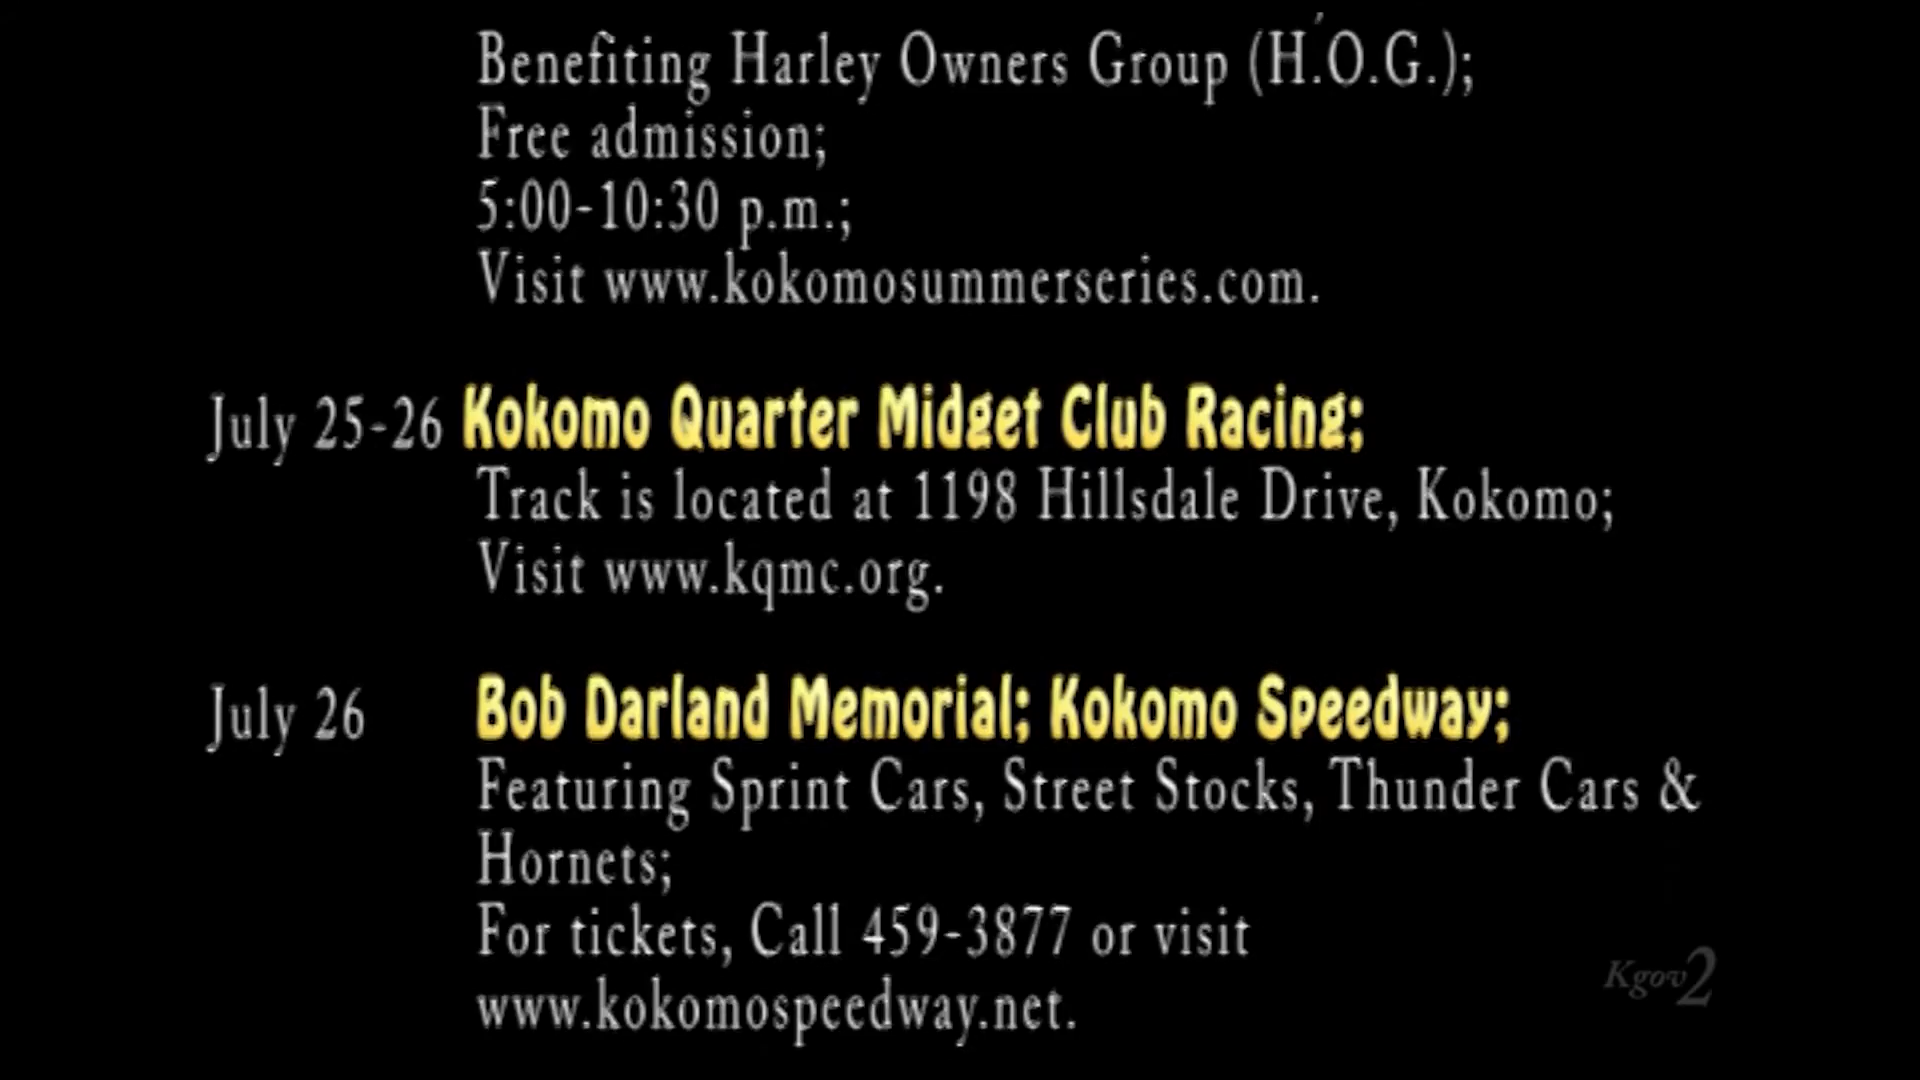 Benefiting Harley Owners Group (H.O.G.);
Free admission;
5:00-10:30 p.m.;
Visit www.kokomosummerseries.com.
July 25-26 Kokomo Quarter Midget Club Racing;
Track is located at 1198 Hillsdale Drive, Kokomo;
Visit www.kqmc.org.
July 26 Bob Darland Memorial; Kokomo Speedway;
Featuring Sprint Cars, Street Stocks, Thunder Cars &
Hornets;
For tickets, Call 459-3877 or visit
www.kokomospeedway.net.
Kgov2